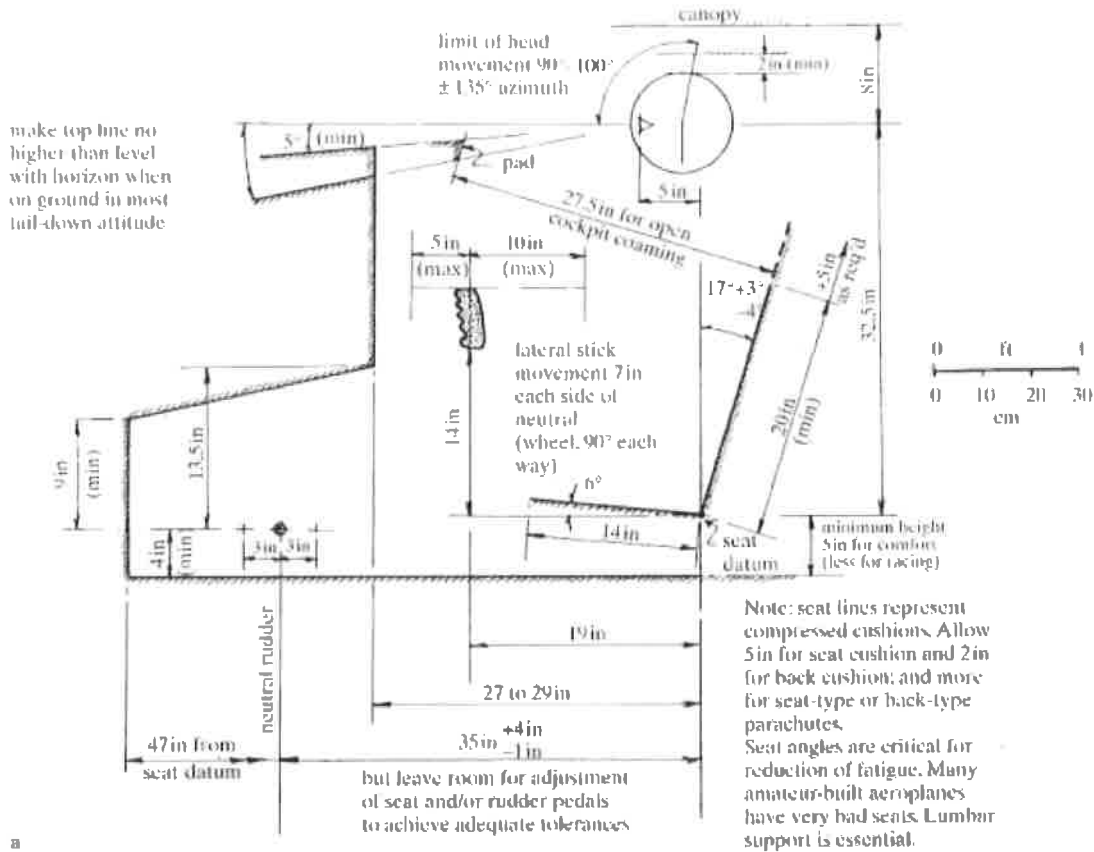 canopy
limit of head
movement 90° 100°
± 135° azimuth
2in (min)
8in
make top line no
higher than level
with horizon when
on ground in most
tail-down attitude
5° (min)
pad
5in
27.5in for open
cockpit coaming
5in
(max)
10in
(max)
17°+3°
-4°
+5in
as req'd
32.5in
20in
(min)
lateral stick
movement 7in
each side of
neutral
(wheel, 90° each
way)
14in
0 ft 1
0 10 20 30
cm
9in
(min)
13.5in
6°
14in
seat
datum
minimum height
5in for comfort
(less for racing)
4in
(min)
3in 3in
neutral rudder
19in
27 to 29in
47in from
seat datum
35in +4in
-1in
but leave room for adjustment
of seat and/or rudder pedals
to achieve adequate tolerances
Note: seat lines represent
compressed cushions. Allow
5in for seat cushion and 2in
for back cushion; and more
for seat-type or back-type
parachutes.
Seat angles are critical for
reduction of fatigue. Many
amateur-built aeroplanes
have very bad seats. Lumbar
support is essential.
a